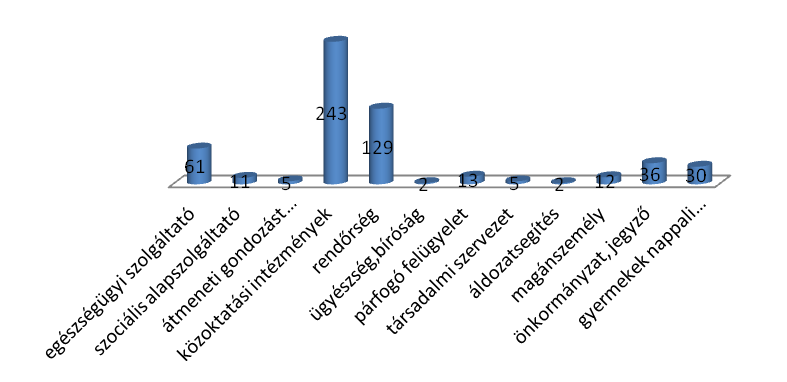 61
11
5
243
129
2
13
5
2
12
36
30
egészségügyi szolgáltató
szociális alapszolgáltató
átmeneti gondozást...
közoktatási intézmények
rendőrség
ügyészség,bíróság
párfogó felügyelet
társadalmi szervezet
áldozatsegítés
magánszemély
önkormányzat, jegyző
gyermekek nappali...